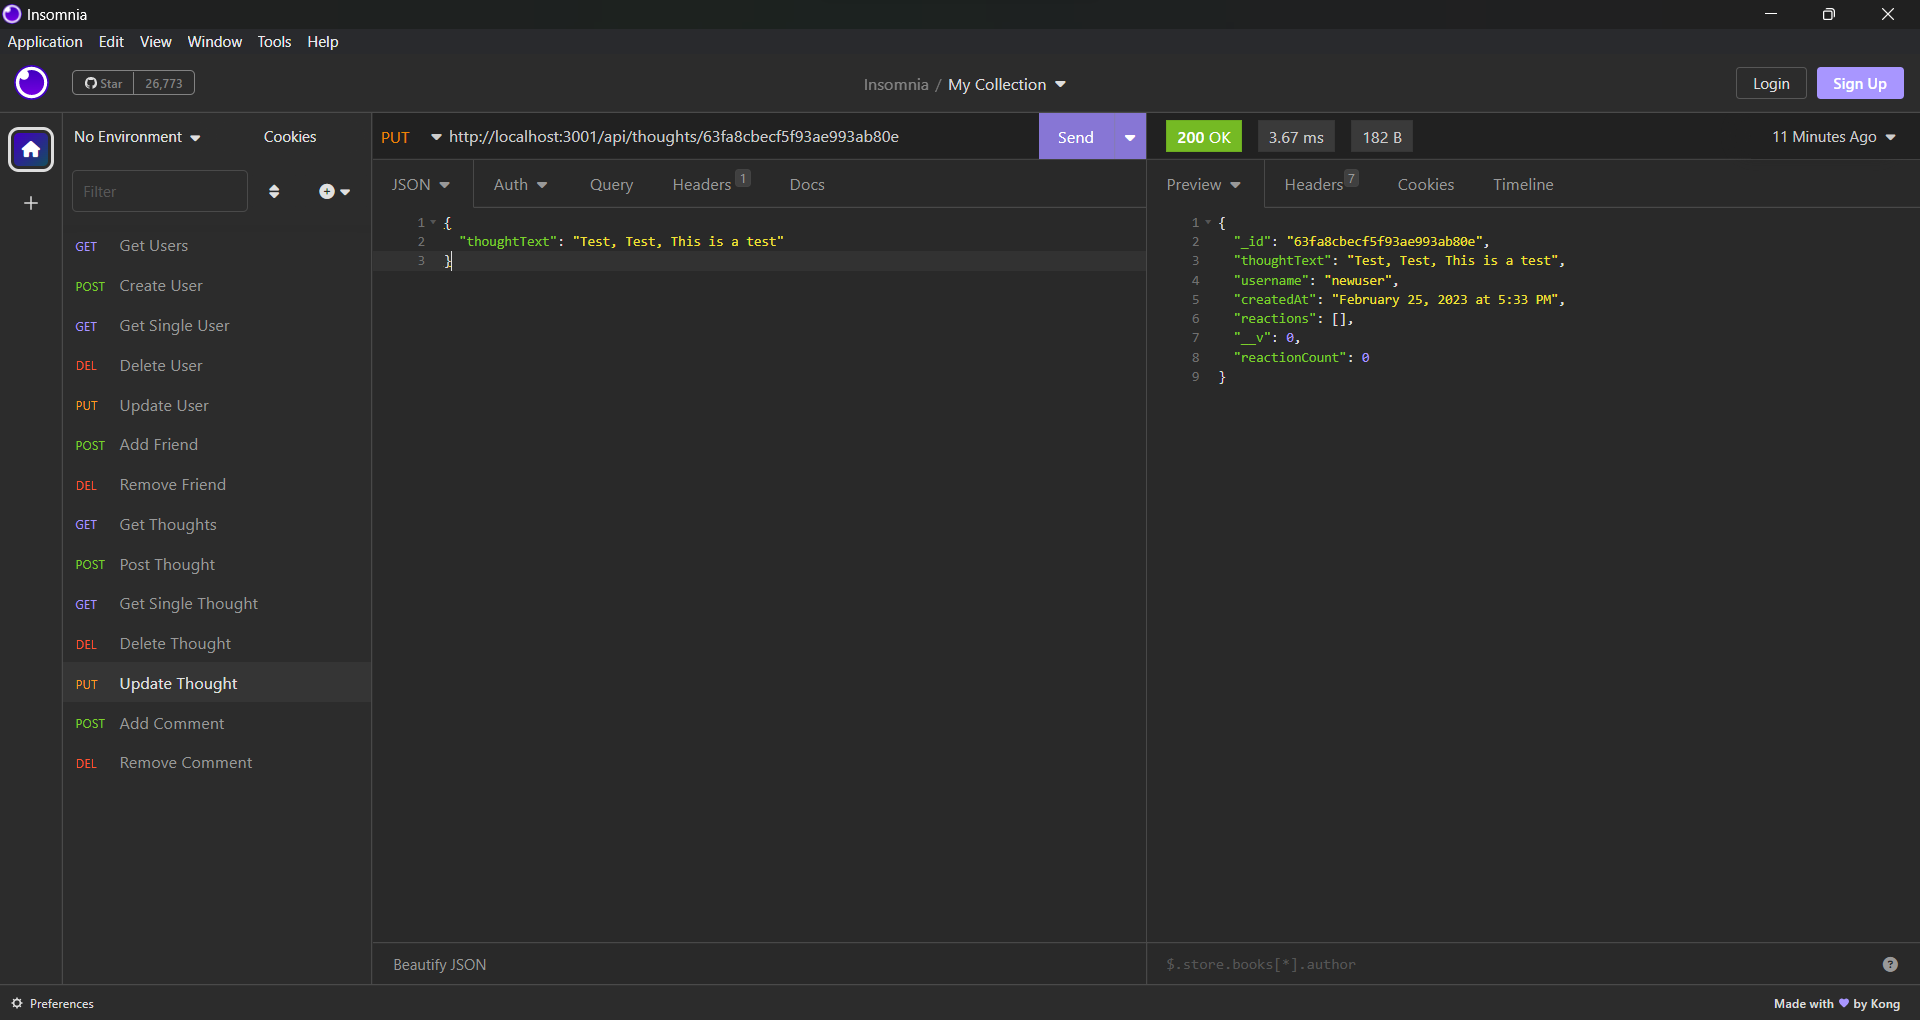 Insomnia
Application Edit View Window Tools Help
Star 26,773
Insomnia / My Collection
Login Sign Up
No Environment Cookies
Filter
GET Get Users
POST Create User
GET Get Single User
DEL Delete User
PUT Update User
POST Add Friend
DEL Remove Friend
GET Get Thoughts
POST Post Thought
GET Get Single Thought
DEL Delete Thought
PUT Update Thought
POST Add Comment
DEL Remove Comment
PUT http://localhost:3001/api/thoughts/63fa8cbecf5f93ae993ab80e Send
JSON Auth Query Headers 1 Docs
1 {
2 "thoughtText": "Test, Test, This is a test"
3 }
Beautify JSON
200 OK 3.67 ms 182 B 11 Minutes Ago
Preview Headers 7 Cookies Timeline
1 {
2 "_id": "63fa8cbecf5f93ae993ab80e",
3 "thoughtText": "Test, Test, This is a test",
4 "username": "newuser",
5 "createdAt": "February 25, 2023 at 5:33 PM",
6 "reactions": [],
7 "__v": 0,
8 "reactionCount": 0
9 }
$.store.books[*].author ?
Preferences
Made with ♥ by Kong